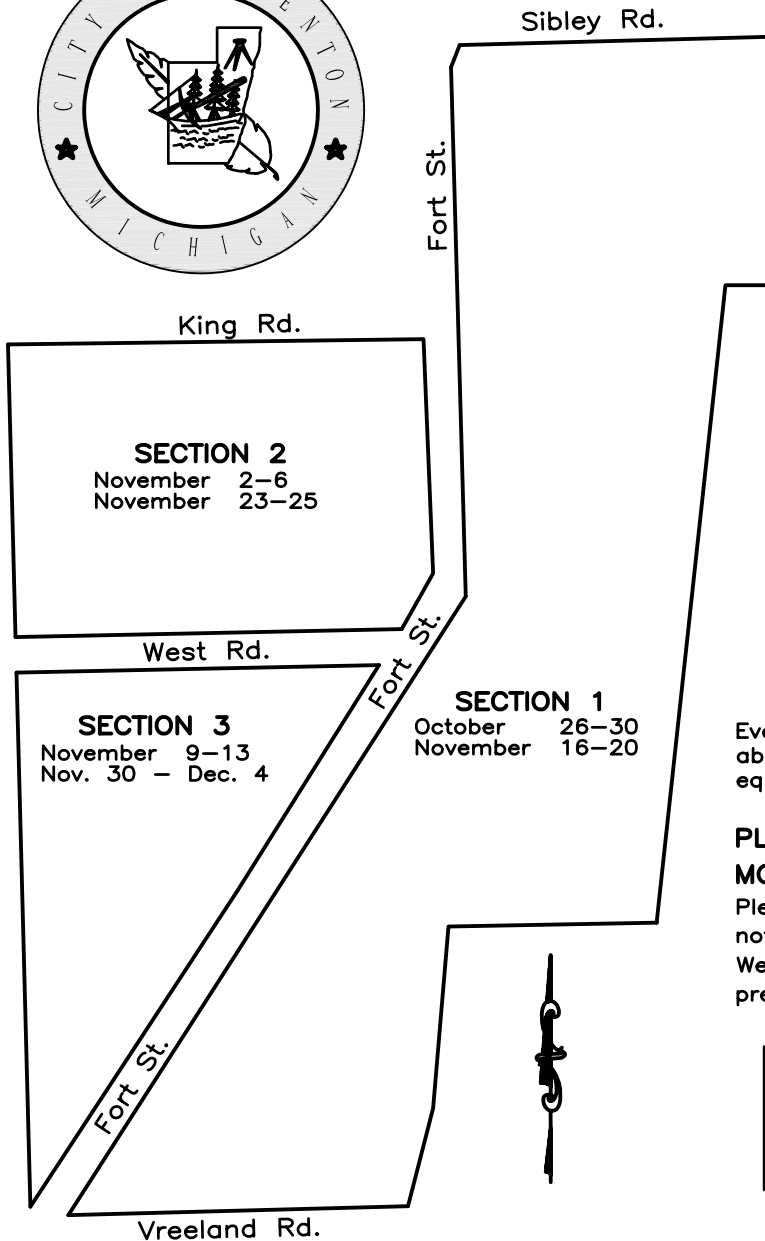 CITY
ENTON
MICHIGAN
Sibley Rd.
Fort St.
King Rd.
SECTION 2
November 2-6
November 23-25
West Rd.
Fort St.
SECTION 3
November 9-13
Nov. 30 - Dec. 4
SECTION 1
October 26-30
November 16-20
Fort St.
Vreeland Rd.
PL